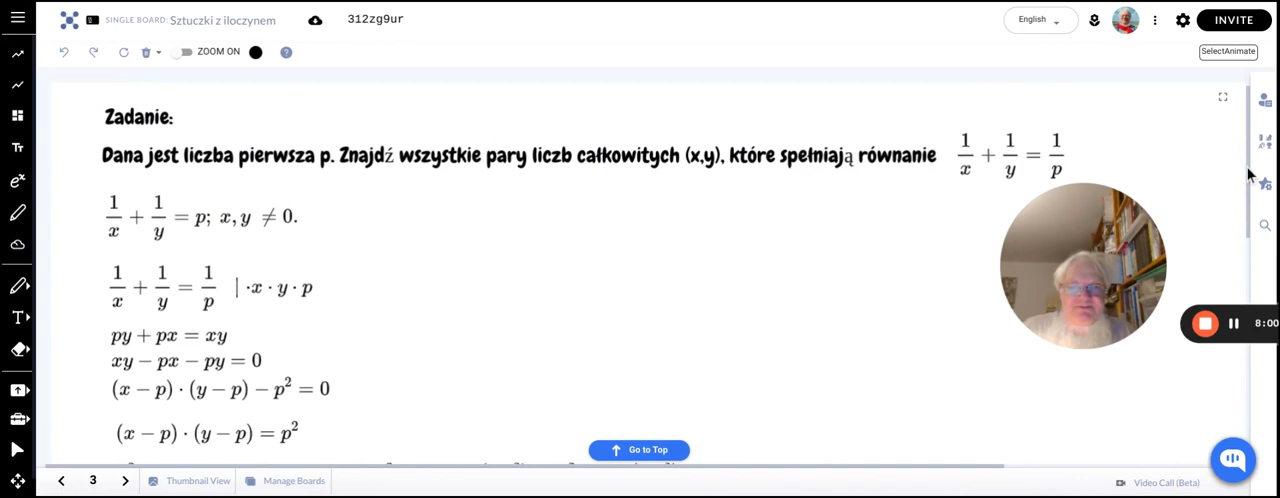 SINGLE BOARD: Sztuczki z iloczynem
312zg9ur
English
INVITE
ZOOM ON
SelectAnimate
Zadanie:
Dana jest liczba pierwsza p. Znajdź wszystkie pary liczb całkowitych (x,y), które spełniają równanie 1/x + 1/y = 1/p
1/x + 1/y = p; x, y ≠ 0.
1/x + 1/y = 1/p | ·x · y · p
py + px = xy
xy − px − py = 0
(x − p) · (y − p) − p² = 0
(x − p) · (y − p) = p²
8:00
Go to Top
3
Thumbnail View
Manage Boards
Video Call (Beta)